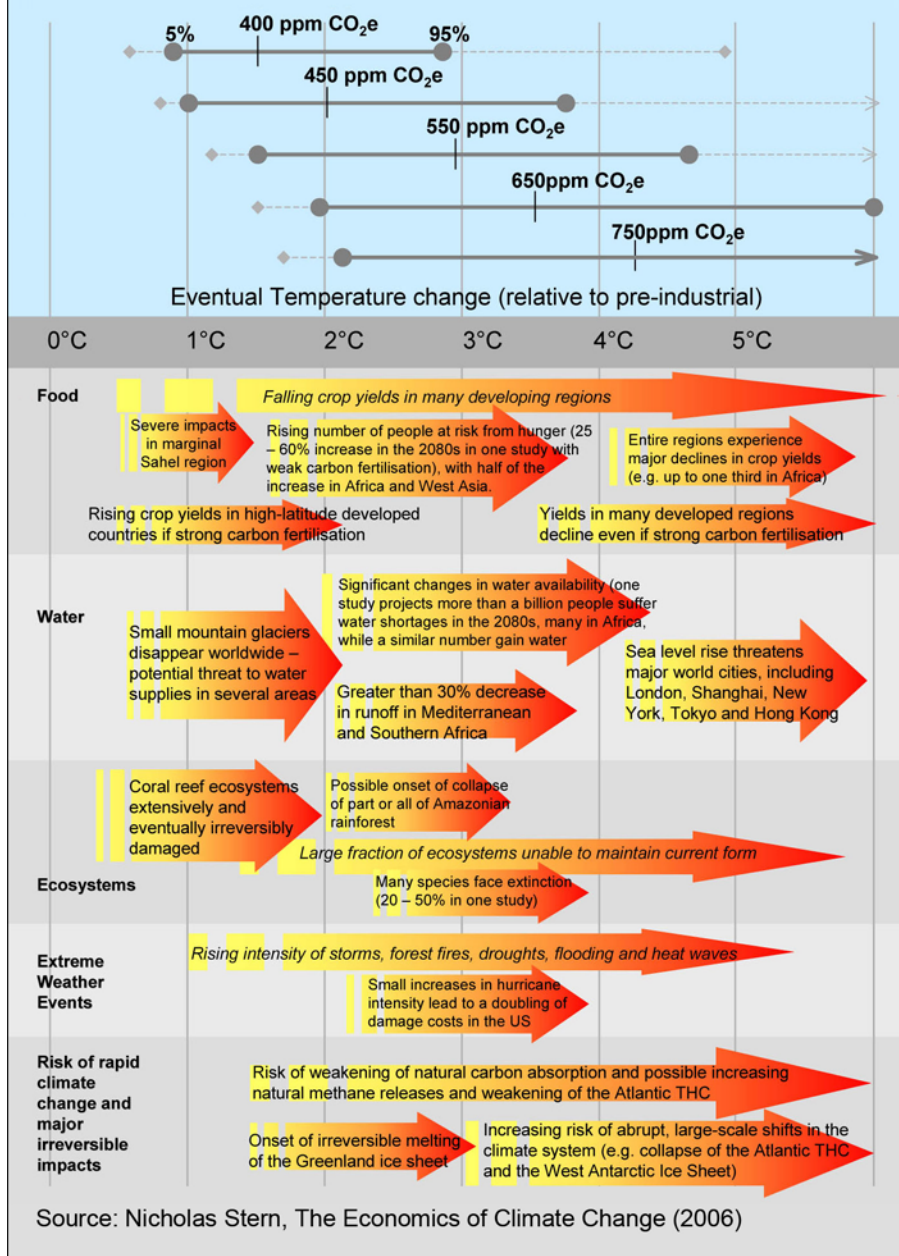 5%
400 ppm CO₂e
95%
450 ppm CO₂e
550 ppm CO₂e
650ppm CO₂e
750ppm CO₂e
Eventual Temperature change (relative to pre-industrial)
0°C 1°C 2°C 3°C 4°C 5°C
Food
Falling crop yields in many developing regions
Severe impacts
in marginal
Sahel region
Rising number of people at risk from hunger (25
– 60% increase in the 2080s in one study with
weak carbon fertilisation), with half of the
increase in Africa and West Asia.
Entire regions experience
major declines in crop yields
(e.g. up to one third in Africa)
Rising crop yields in high-latitude developed
countries if strong carbon fertilisation
Yields in many developed regions
decline even if strong carbon fertilisation
Water
Small mountain glaciers
disappear worldwide –
potential threat to water
supplies in several areas
Significant changes in water availability (one
study projects more than a billion people suffer
water shortages in the 2080s, many in Africa,
while a similar number gain water
Greater than 30% decrease
in runoff in Mediterranean
and Southern Africa
Sea level rise threatens
major world cities, including
London, Shanghai, New
York, Tokyo and Hong Kong
Ecosystems
Coral reef ecosystems
extensively and
eventually irreversibly
damaged
Possible onset of collapse
of part or all of Amazonian
rainforest
Large fraction of ecosystems unable to maintain current form
Many species face extinction
(20 – 50% in one study)
Extreme
Weather
Events
Rising intensity of storms, forest fires, droughts, flooding and heat waves
Small increases in hurricane
intensity lead to a doubling of
damage costs in the US
Risk of rapid
climate
change and
major
irreversible
impacts
Risk of weakening of natural carbon absorption and possible increasing
natural methane releases and weakening of the Atlantic THC
Onset of irreversible melting
of the Greenland ice sheet
Increasing risk of abrupt, large-scale shifts in the
climate system (e.g. collapse of the Atlantic THC
and the West Antarctic Ice Sheet)
Source: Nicholas Stern, The Economics of Climate Change (2006)